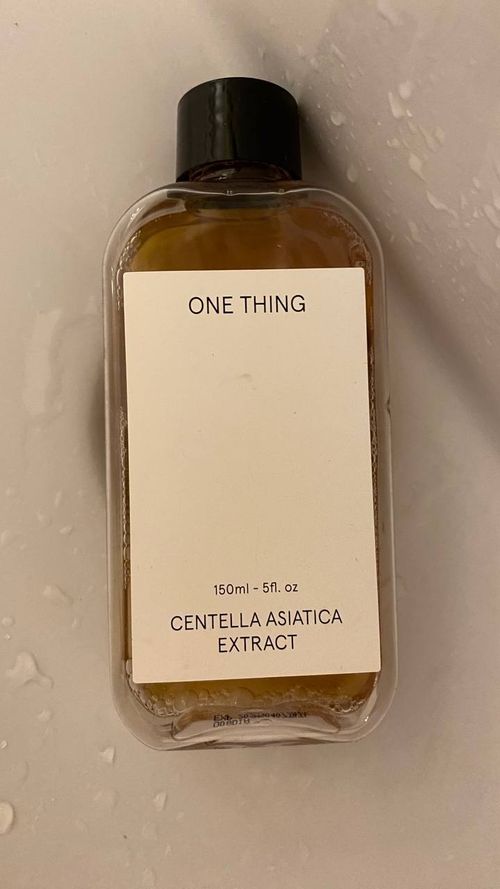 ONE THING
150ml - 5fl. oz
CENTELLA ASIATICA
EXTRACT